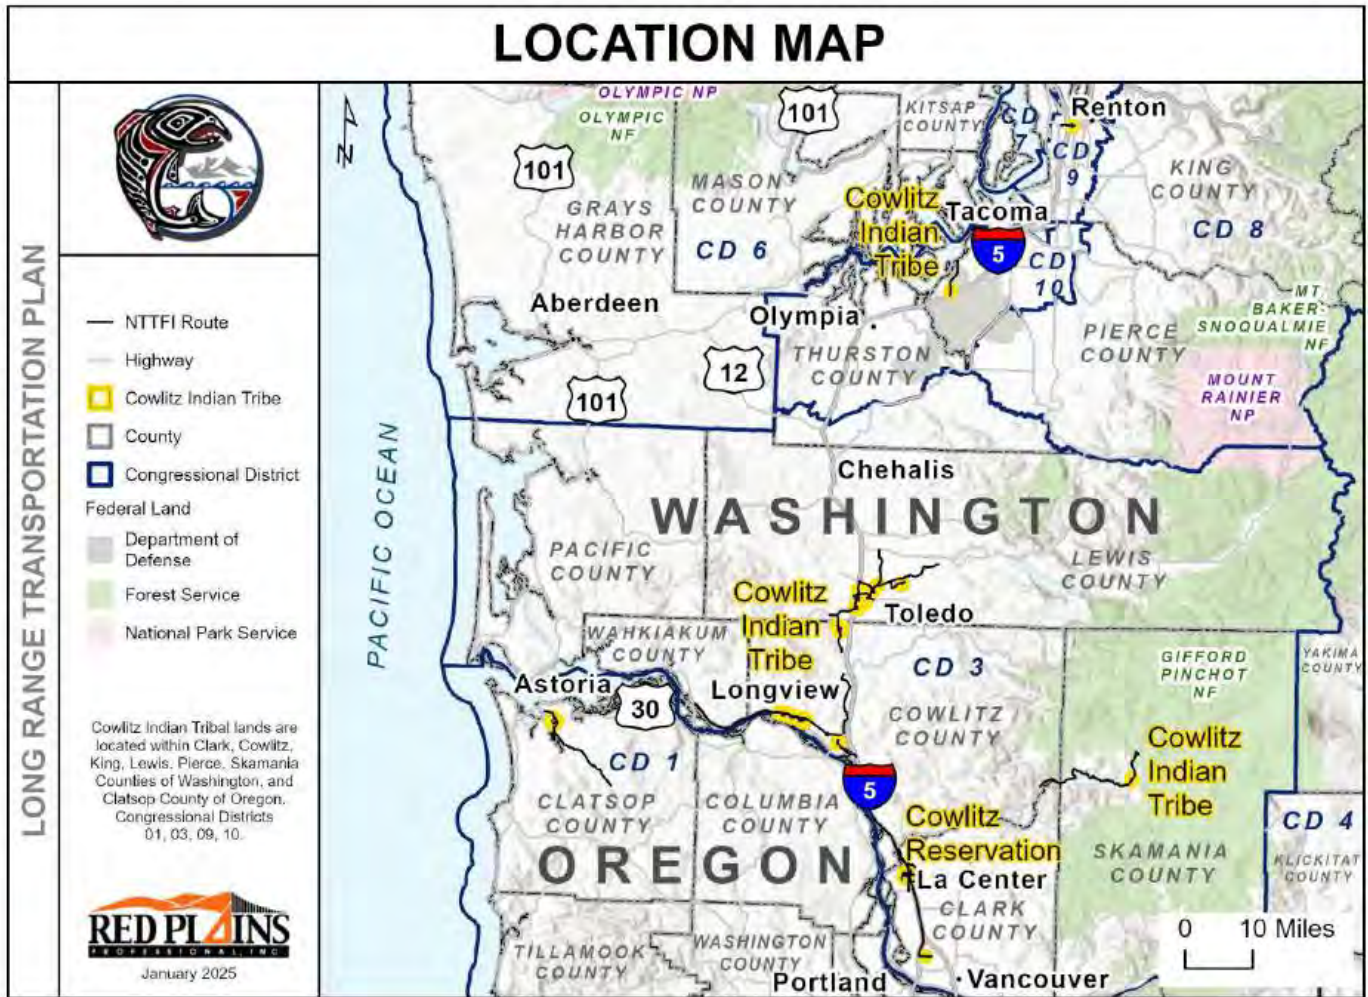 LOCATION MAP
LONG RANGE TRANSPORTATION PLAN
NTTFI Route
Highway
Cowlitz Indian Tribe
County
Congressional District
Federal Land
Department of
Defense
Forest Service
National Park Service
Cowlitz Indian Tribal lands are
located within Clark, Cowlitz,
King, Lewis, Pierce, Skamania
Counties of Washington, and
Clatsop County of Oregon.
Congressional Districts
01, 03, 09, 10.
RED PLAINS
PROFESSIONAL, INC.
January 2025
N
PACIFIC OCEAN
OLYMPIC NP
OLYMPIC
NF
101
101
KITSAP
COUNTY
CD
7
Renton
CD
9
KING
COUNTY
CD 8
MASON
COUNTY
CD 6
GRAYS
HARBOR
COUNTY
Cowlitz
Indian
Tribe
Tacoma
5
CD
10
Aberdeen
Olympia
THURSTON
COUNTY
PIERCE
COUNTY
MT
BAKER-
SNOQUALMIE
NF
MOUNT
RAINIER
NP
12
101
Chehalis
WASHINGTON
PACIFIC
COUNTY
LEWIS
COUNTY
Cowlitz
Indian
Tribe
Toledo
WAHKIAKUM
COUNTY
CD 3
GIFFORD
PINCHOT
NF
YAKIMA
COUNTY
Astoria
30
Longview
COWLITZ
COUNTY
Cowlitz
Indian
Tribe
CD 1
5
CLATSOP
COUNTY
COLUMBIA
COUNTY
Cowlitz
Reservation
CD 4
OREGON
La Center
SKAMANIA
COUNTY
KLICKITAT
COUNTY
CLARK
COUNTY
TILLAMOOK
COUNTY
WASHINGTON
COUNTY
Portland
Vancouver
0 10 Miles